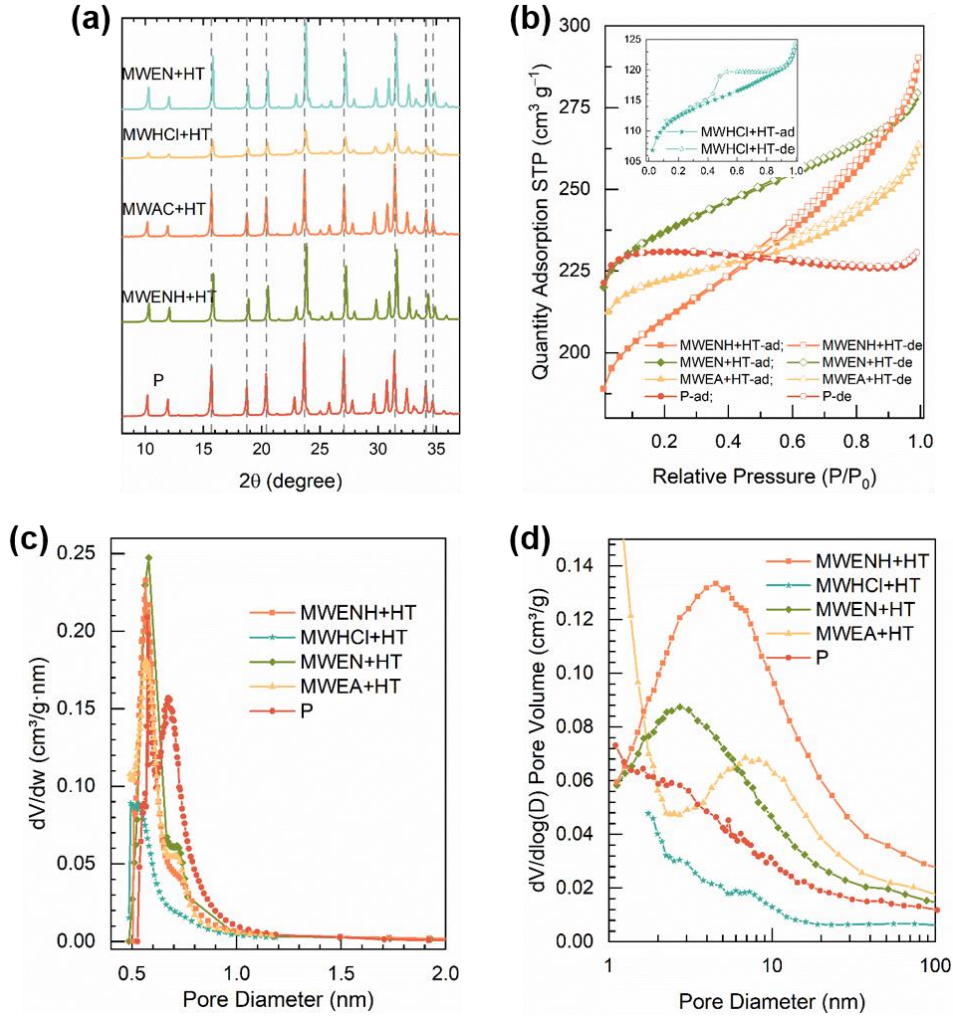 (a)
MWEN+HT
MWHCl+HT
MWAC+HT
MWENH+HT
P
10 15 20 25 30 35
2θ (degree)
(b)
Quantity Adsorption STP (cm³ g⁻¹)
275
250
225
200
125
120
115
110
105
0.0 0.2 0.4 0.6 0.8 1.0
MWHCl+HT-ad
MWHCl+HT-de
MWENH+HT-ad; MWENH+HT-de
MWEN+HT-ad; MWEN+HT-de
MWEA+HT-ad; MWEA+HT-de
P-ad; P-de
0.2 0.4 0.6 0.8 1.0
Relative Pressure (P/P₀)
(c)
dV/dw (cm³/g·nm)
0.25
0.20
0.15
0.10
0.05
0.00
MWENH+HT
MWHCl+HT
MWEN+HT
MWEA+HT
P
0.5 1.0 1.5 2.0
Pore Diameter (nm)
(d)
dV/dlog(D) Pore Volume (cm³/g)
0.14
0.12
0.10
0.08
0.06
0.04
0.02
0.00
MWENH+HT
MWHCl+HT
MWEN+HT
MWEA+HT
P
1 10 100
Pore Diameter (nm)